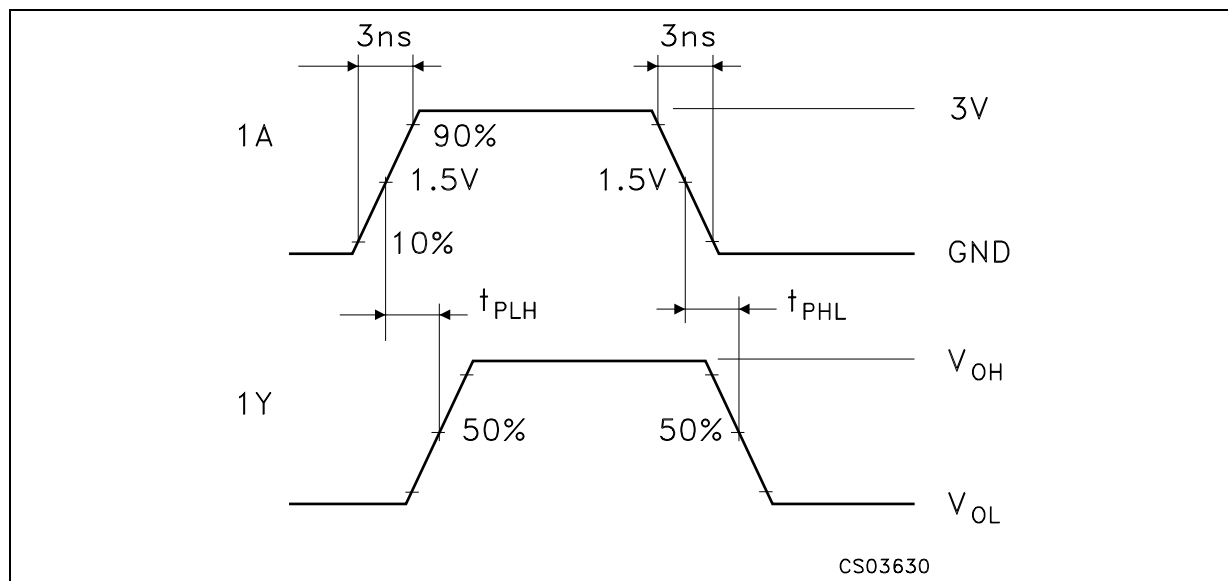 3ns 3ns
3V
1A
90%
1.5V 1.5V
10%
GND
tPLH tPHL
VOH
1Y
50% 50%
VOL
CS03630